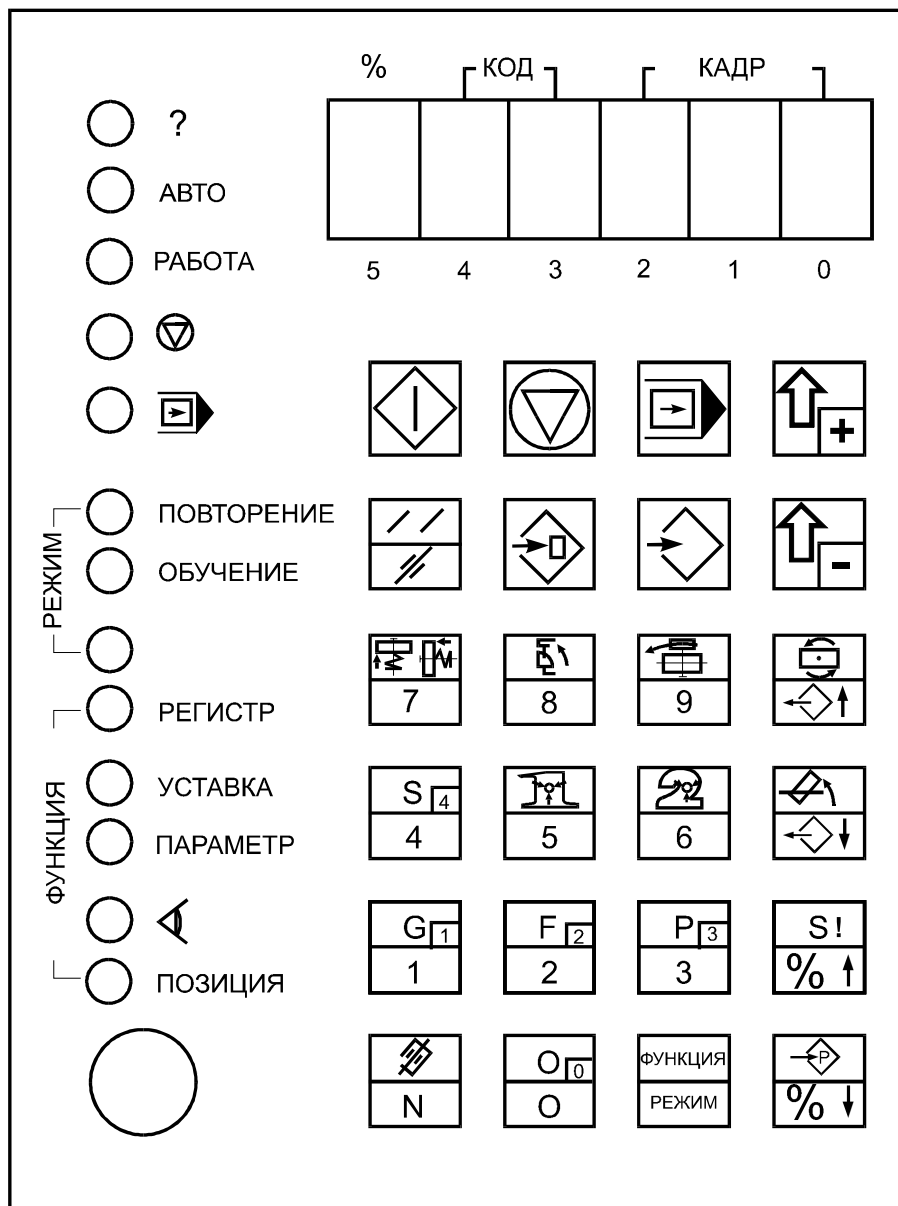 % КОД КАДР
?
АВТО
РАБОТА
5 4 3 2 1 0
РЕЖИМ
ПОВТОРЕНИЕ
ОБУЧЕНИЕ
ФУНКЦИЯ
РЕГИСТР
УСТАВКА
ПАРАМЕТР
ПОЗИЦИЯ
+
-
7 8 9
S 4
4 5 6
G 1 F 2 P 3 S!
1 2 3 %
O 0 ФУНКЦИЯ P
N O РЕЖИМ %